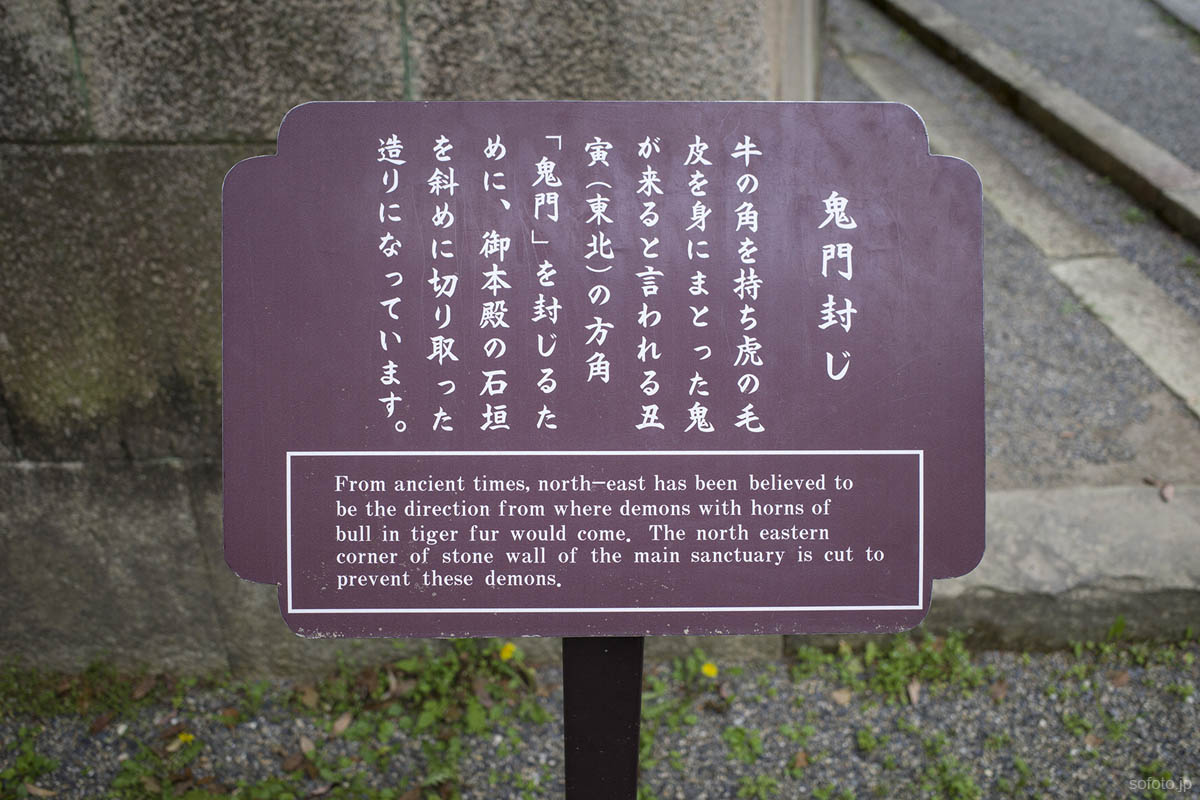 鬼門封じ
牛の角を持ち虎の毛
皮を身にまとった鬼
が来ると言われる丑
寅（東北）の方角
「鬼門」を封じるた
めに、御本殿の石垣
を斜めに切り取った
造りになっています。
From ancient times, north-east has been believed to
be the direction from where demons with horns of
bull in tiger fur would come. The north eastern
corner of stone wall of the main sanctuary is cut to
prevent these demons.
sofoto.jp